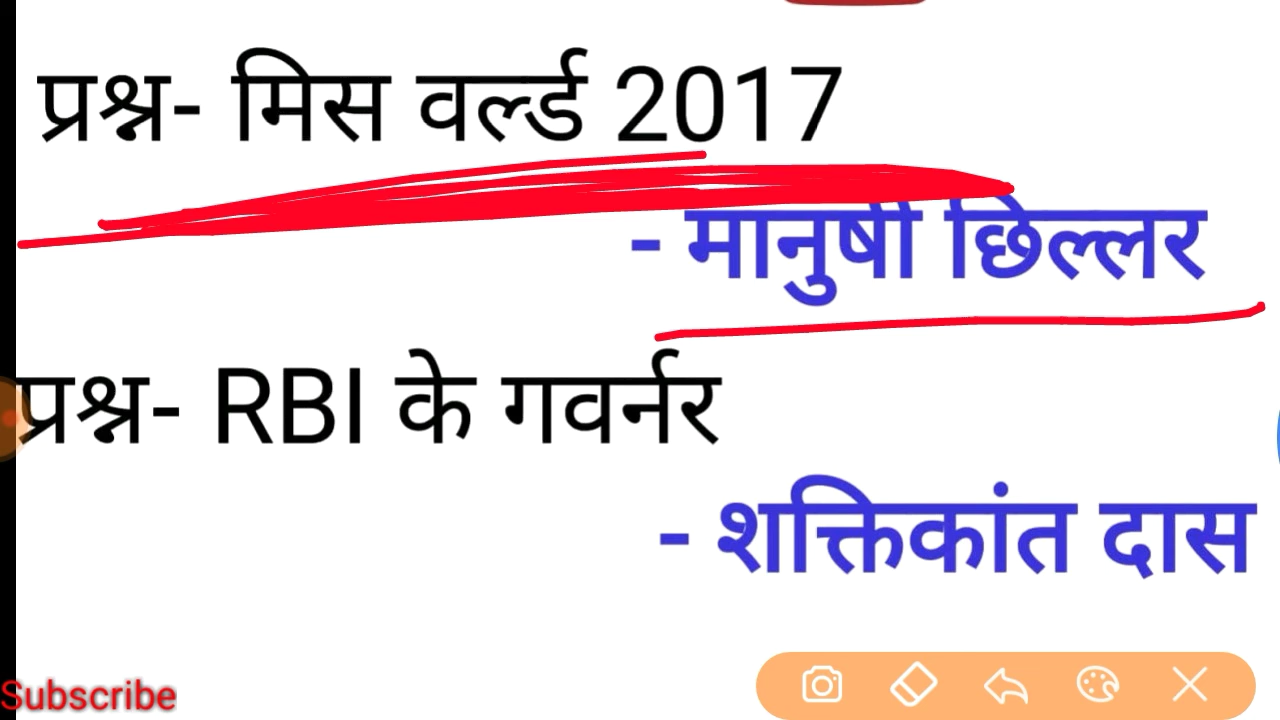 प्रश्न- मिस वर्ल्ड 2017
- मानुषी छिल्लर
प्रश्न- RBI के गवर्नर
- शक्तिकांत दास
Subscribe